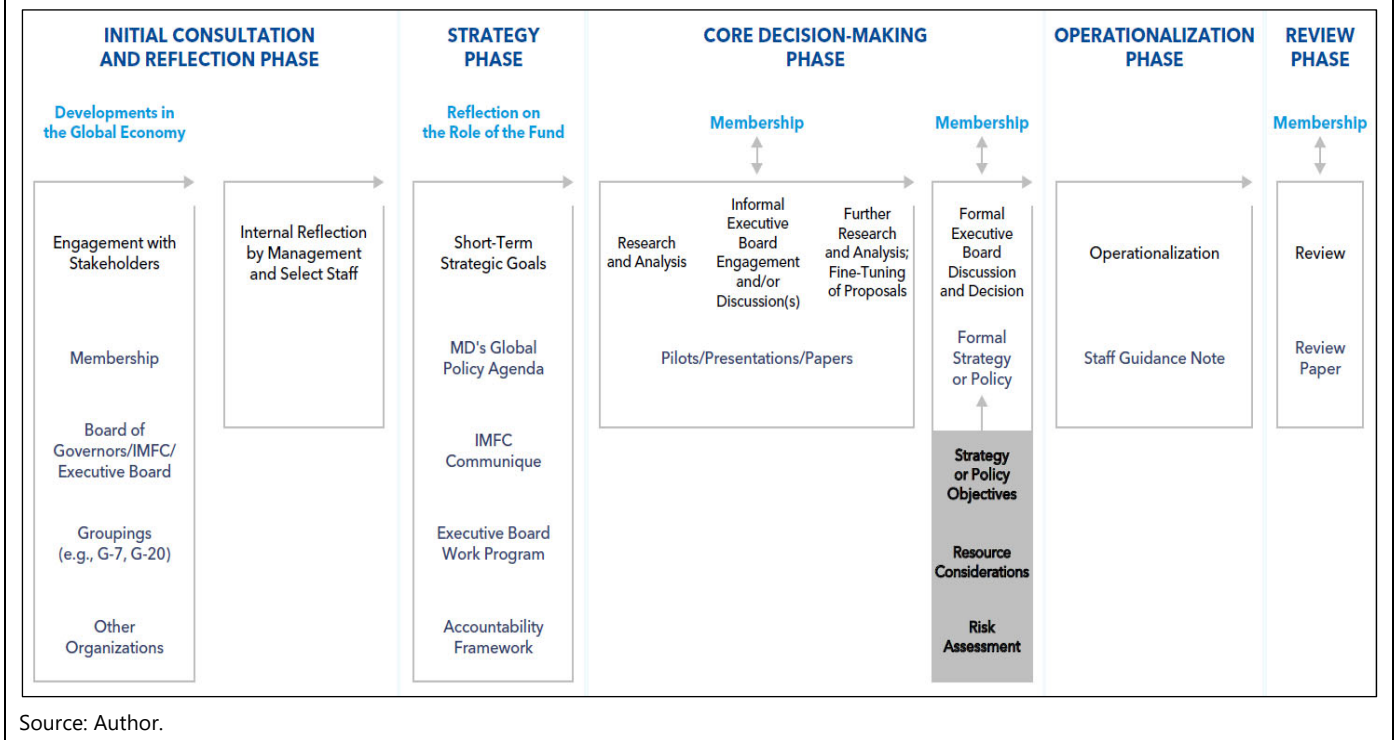 INITIAL CONSULTATION
AND REFLECTION PHASE
Developments in
the Global Economy
Engagement with
Stakeholders
Membership
Board of
Governors/IMFC/
Executive Board
Groupings
(e.g., G-7, G-20)
Other
Organizations
Internal Reflection
by Management
and Select Staff
STRATEGY
PHASE
Reflection on
the Role of the Fund
Short-Term
Strategic Goals
MD's Global
Policy Agenda
IMFC
Communique
Executive Board
Work Program
Accountability
Framework
CORE DECISION-MAKING
PHASE
Membership
Research
and Analysis
Informal
Executive
Board
Engagement
and/or
Discussion(s)
Further
Research
and Analysis;
Fine-Tuning
of Proposals
Pilots/Presentations/Papers
Membership
Formal
Executive
Board
Discussion
and Decision
Formal
Strategy
or Policy
Strategy
or Policy
Objectives
Resource
Considerations
Risk
Assessment
OPERATIONALIZATION
PHASE
Operationalization
Staff Guidance Note
REVIEW
PHASE
Membership
Review
Review
Paper
Source: Author.